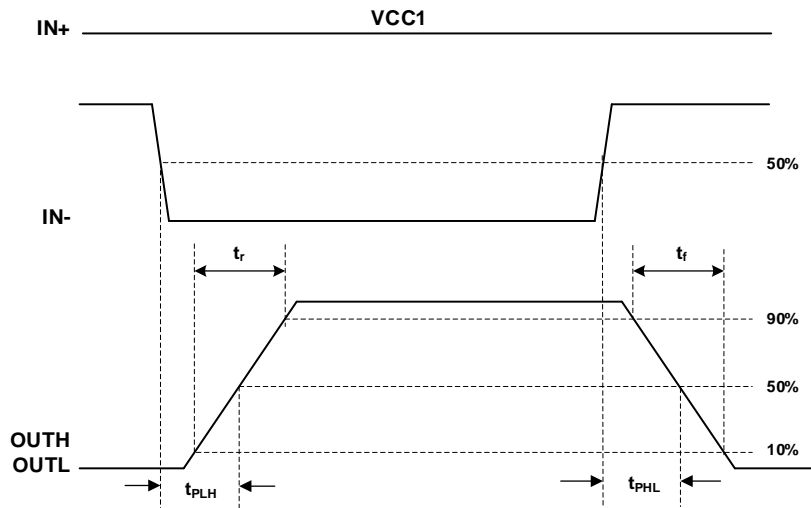 VCC1
IN+
50%
IN-
tr
tf
90%
50%
OUTH
OUTL
10%
tPLH
tPHL